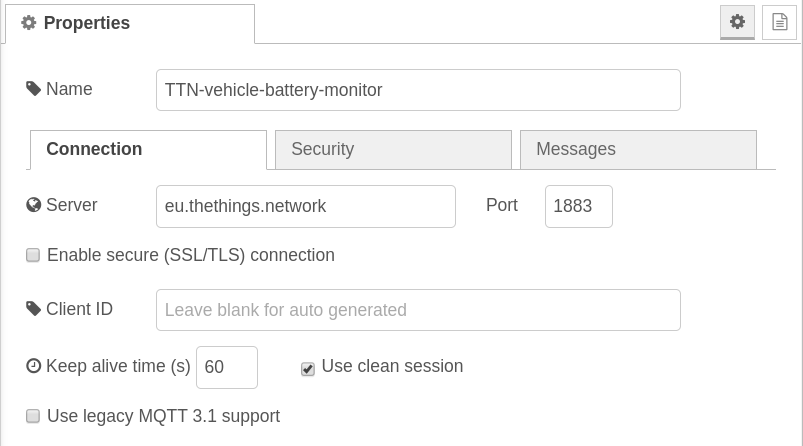 Properties
Name TTN-vehicle-battery-monitor
Connection Security Messages
Server eu.thethings.network Port 1883
Enable secure (SSL/TLS) connection
Client ID Leave blank for auto generated
Keep alive time (s) 60 Use clean session
Use legacy MQTT 3.1 support